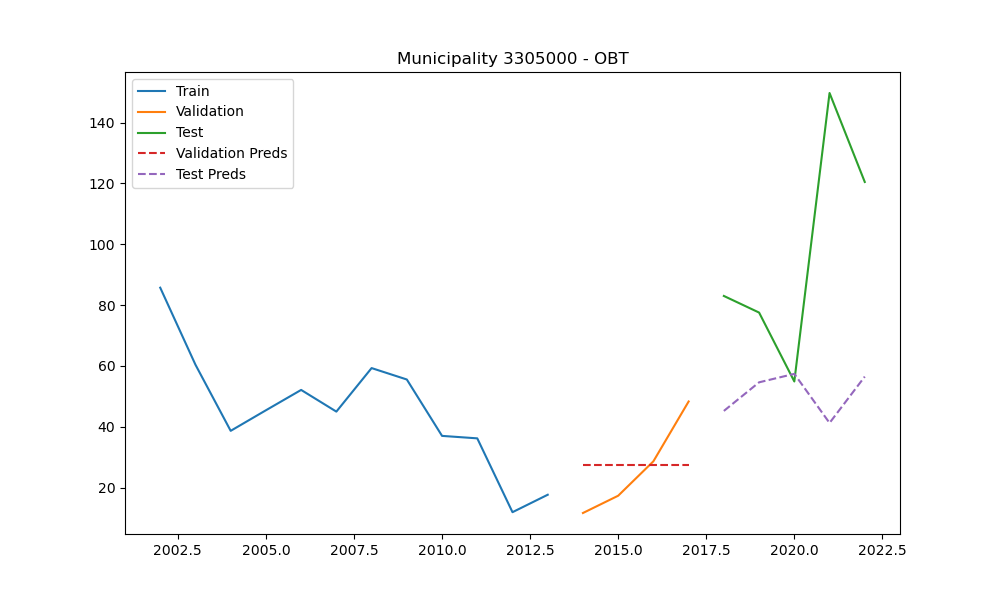 Municipality 3305000 - OBT
Train
Validation
Test
Validation Preds
Test Preds
140
120
100
80
60
40
20
2002.5 2005.0 2007.5 2010.0 2012.5 2015.0 2017.5 2020.0 2022.5